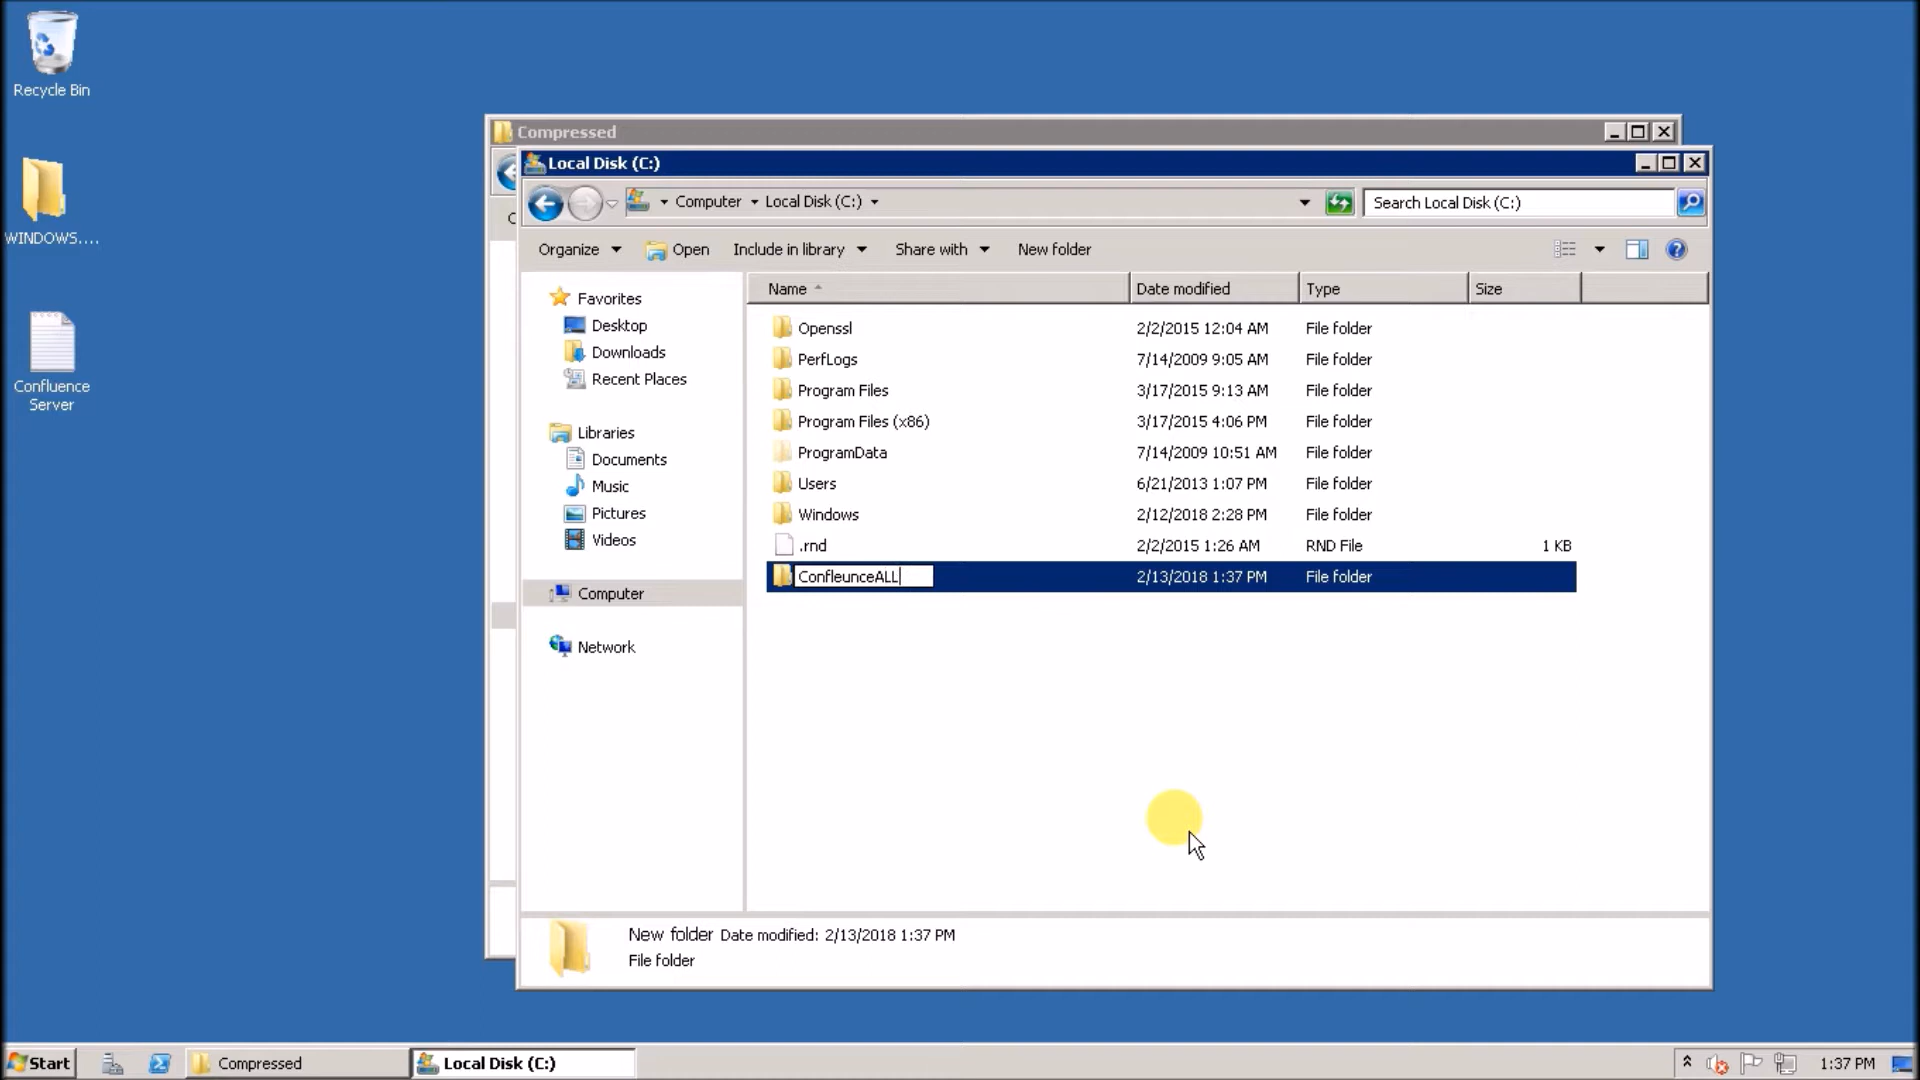 Recycle Bin
WINDOWS....
Confluence
Server
Compressed
Local Disk (C:)
Computer Local Disk (C:)
Search Local Disk (C:)
Organize Open Include in library Share with New folder
Favorites
Desktop
Downloads
Recent Places
Libraries
Documents
Music
Pictures
Videos
Computer
Network
Name Date modified Type Size
Openssl 2/2/2015 12:04 AM File folder
PerfLogs 7/14/2009 9:05 AM File folder
Program Files 3/17/2015 9:13 AM File folder
Program Files (x86) 3/17/2015 4:06 PM File folder
ProgramData 7/14/2009 10:51 AM File folder
Users 6/21/2013 1:07 PM File folder
Windows 2/12/2018 2:28 PM File folder
.rnd 2/2/2015 1:26 AM RND File 1 KB
ConfleunceALL 2/13/2018 1:37 PM File folder
New folder Date modified: 2/13/2018 1:37 PM
File folder
Start Compressed Local Disk (C:) 1:37 PM